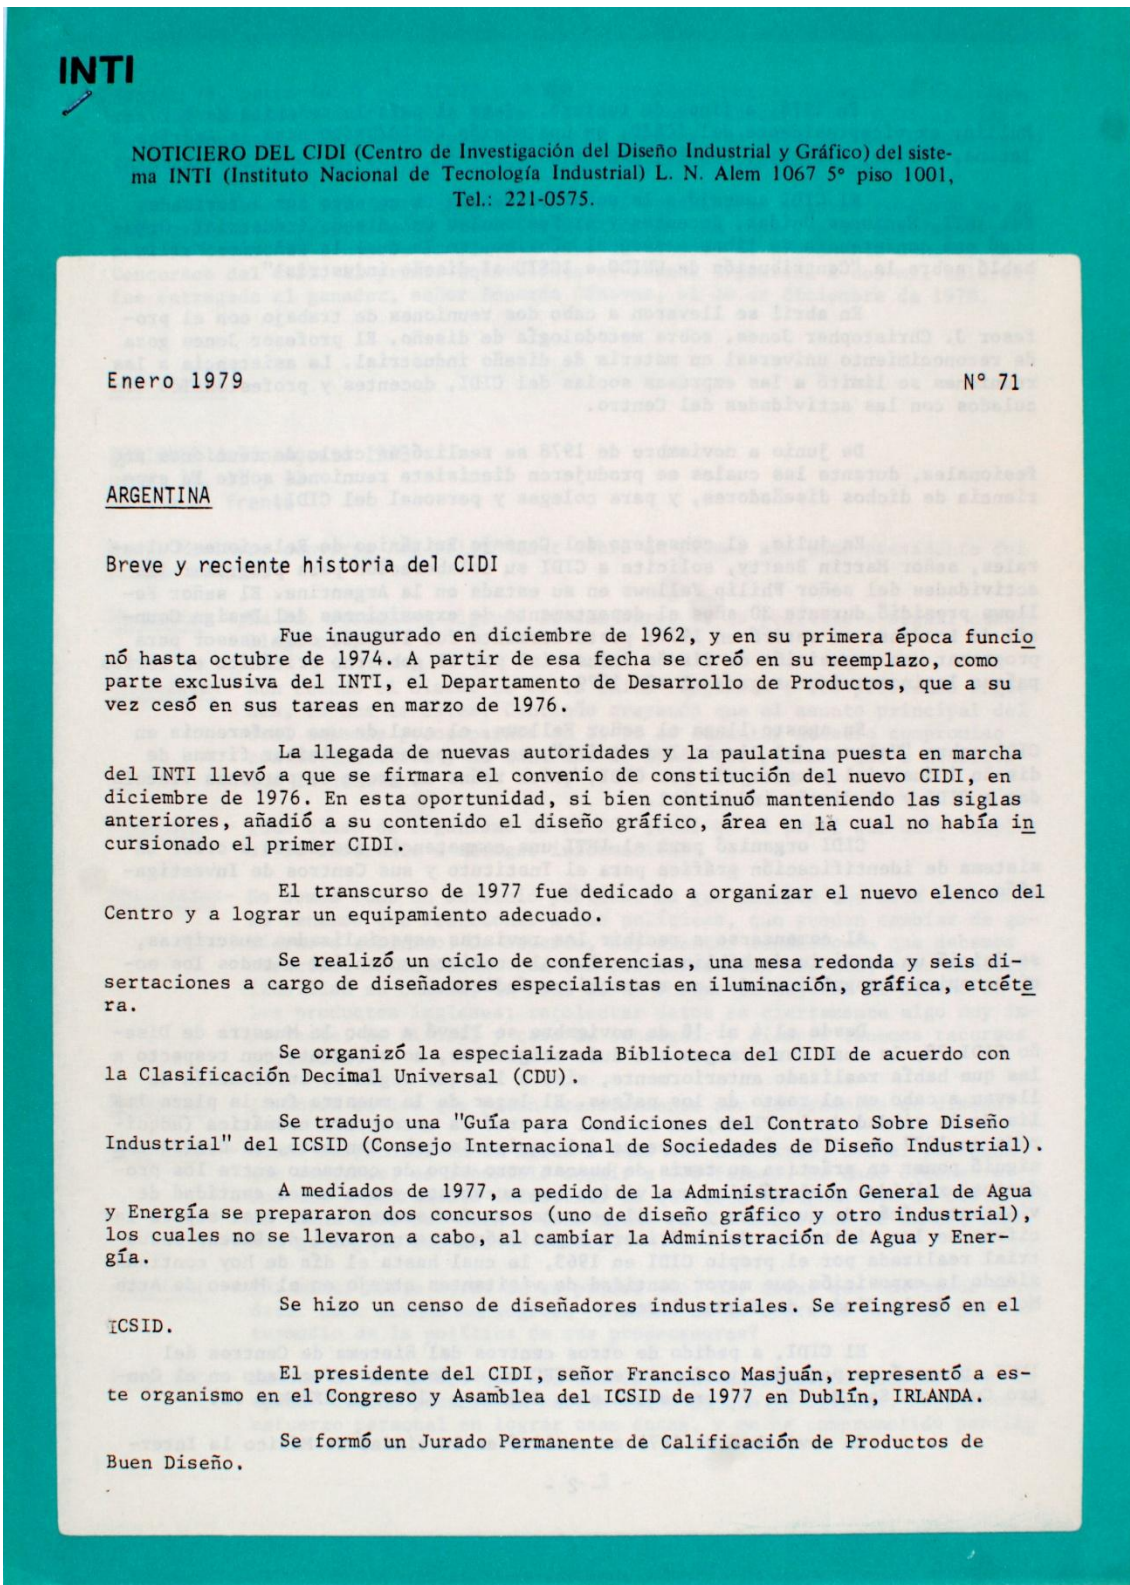 INTI
NOTICIERO DEL CIDI (Centro de Investigación del Diseño Industrial y Gráfico) del siste-
ma INTI (Instituto Nacional de Tecnología Industrial) L. N. Alem 1067 5º piso 1001,
Tel.: 221-0575.
Enero 1979 Nº 71
ARGENTINA
Breve y reciente historia del CIDI
Fue inaugurado en diciembre de 1962, y en su primera época funcio
nó hasta octubre de 1974. A partir de esa fecha se creó en su reemplazo, como
parte exclusiva del INTI, el Departamento de Desarrollo de Productos, que a su
vez cesó en sus tareas en marzo de 1976.
La llegada de nuevas autoridades y la paulatina puesta en marcha
del INTI llevó a que se firmara el convenio de constitución del nuevo CIDI, en
diciembre de 1976. En esta oportunidad, si bien continuó manteniendo las siglas
anteriores, añadió a su contenido el diseño gráfico, área en la cual no había in
cursionado el primer CIDI.
El transcurso de 1977 fue dedicado a organizar el nuevo elenco del
Centro y a lograr un equipamiento adecuado.
Se realizó un ciclo de conferencias, una mesa redonda y seis di-
sertaciones a cargo de diseñadores especialistas en iluminación, gráfica, etcéte
ra.
Se organizó la especializada Biblioteca del CIDI de acuerdo con
la Clasificación Decimal Universal (CDU).
Se tradujo una "Guía para Condiciones del Contrato Sobre Diseño
Industrial" del ICSID (Consejo Internacional de Sociedades de Diseño Industrial).
A mediados de 1977, a pedido de la Administración General de Agua
y Energía se prepararon dos concursos (uno de diseño gráfico y otro industrial),
los cuales no se llevaron a cabo, al cambiar la Administración de Agua y Ener-
gía.
Se hizo un censo de diseñadores industriales. Se reingresó en el
ICSID.
El presidente del CIDI, señor Francisco Masjuán, representó a es-
te organismo en el Congreso y Asamblea del ICSID de 1977 en Dublín, IRLANDA.
Se formó un Jurado Permanente de Calificación de Productos de
Buen Diseño.